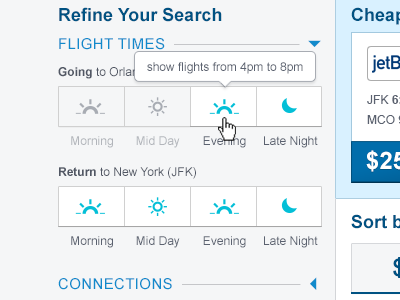 Refine Your Search
FLIGHT TIMES
show flights from 4pm to 8pm
Going to Orlan
Morning Mid Day Evening Late Night
Return to New York (JFK)
Morning Mid Day Evening Late Night
CONNECTIONS
Cheap
jetB
JFK 6:
MCO 9
$25
Sort b
$